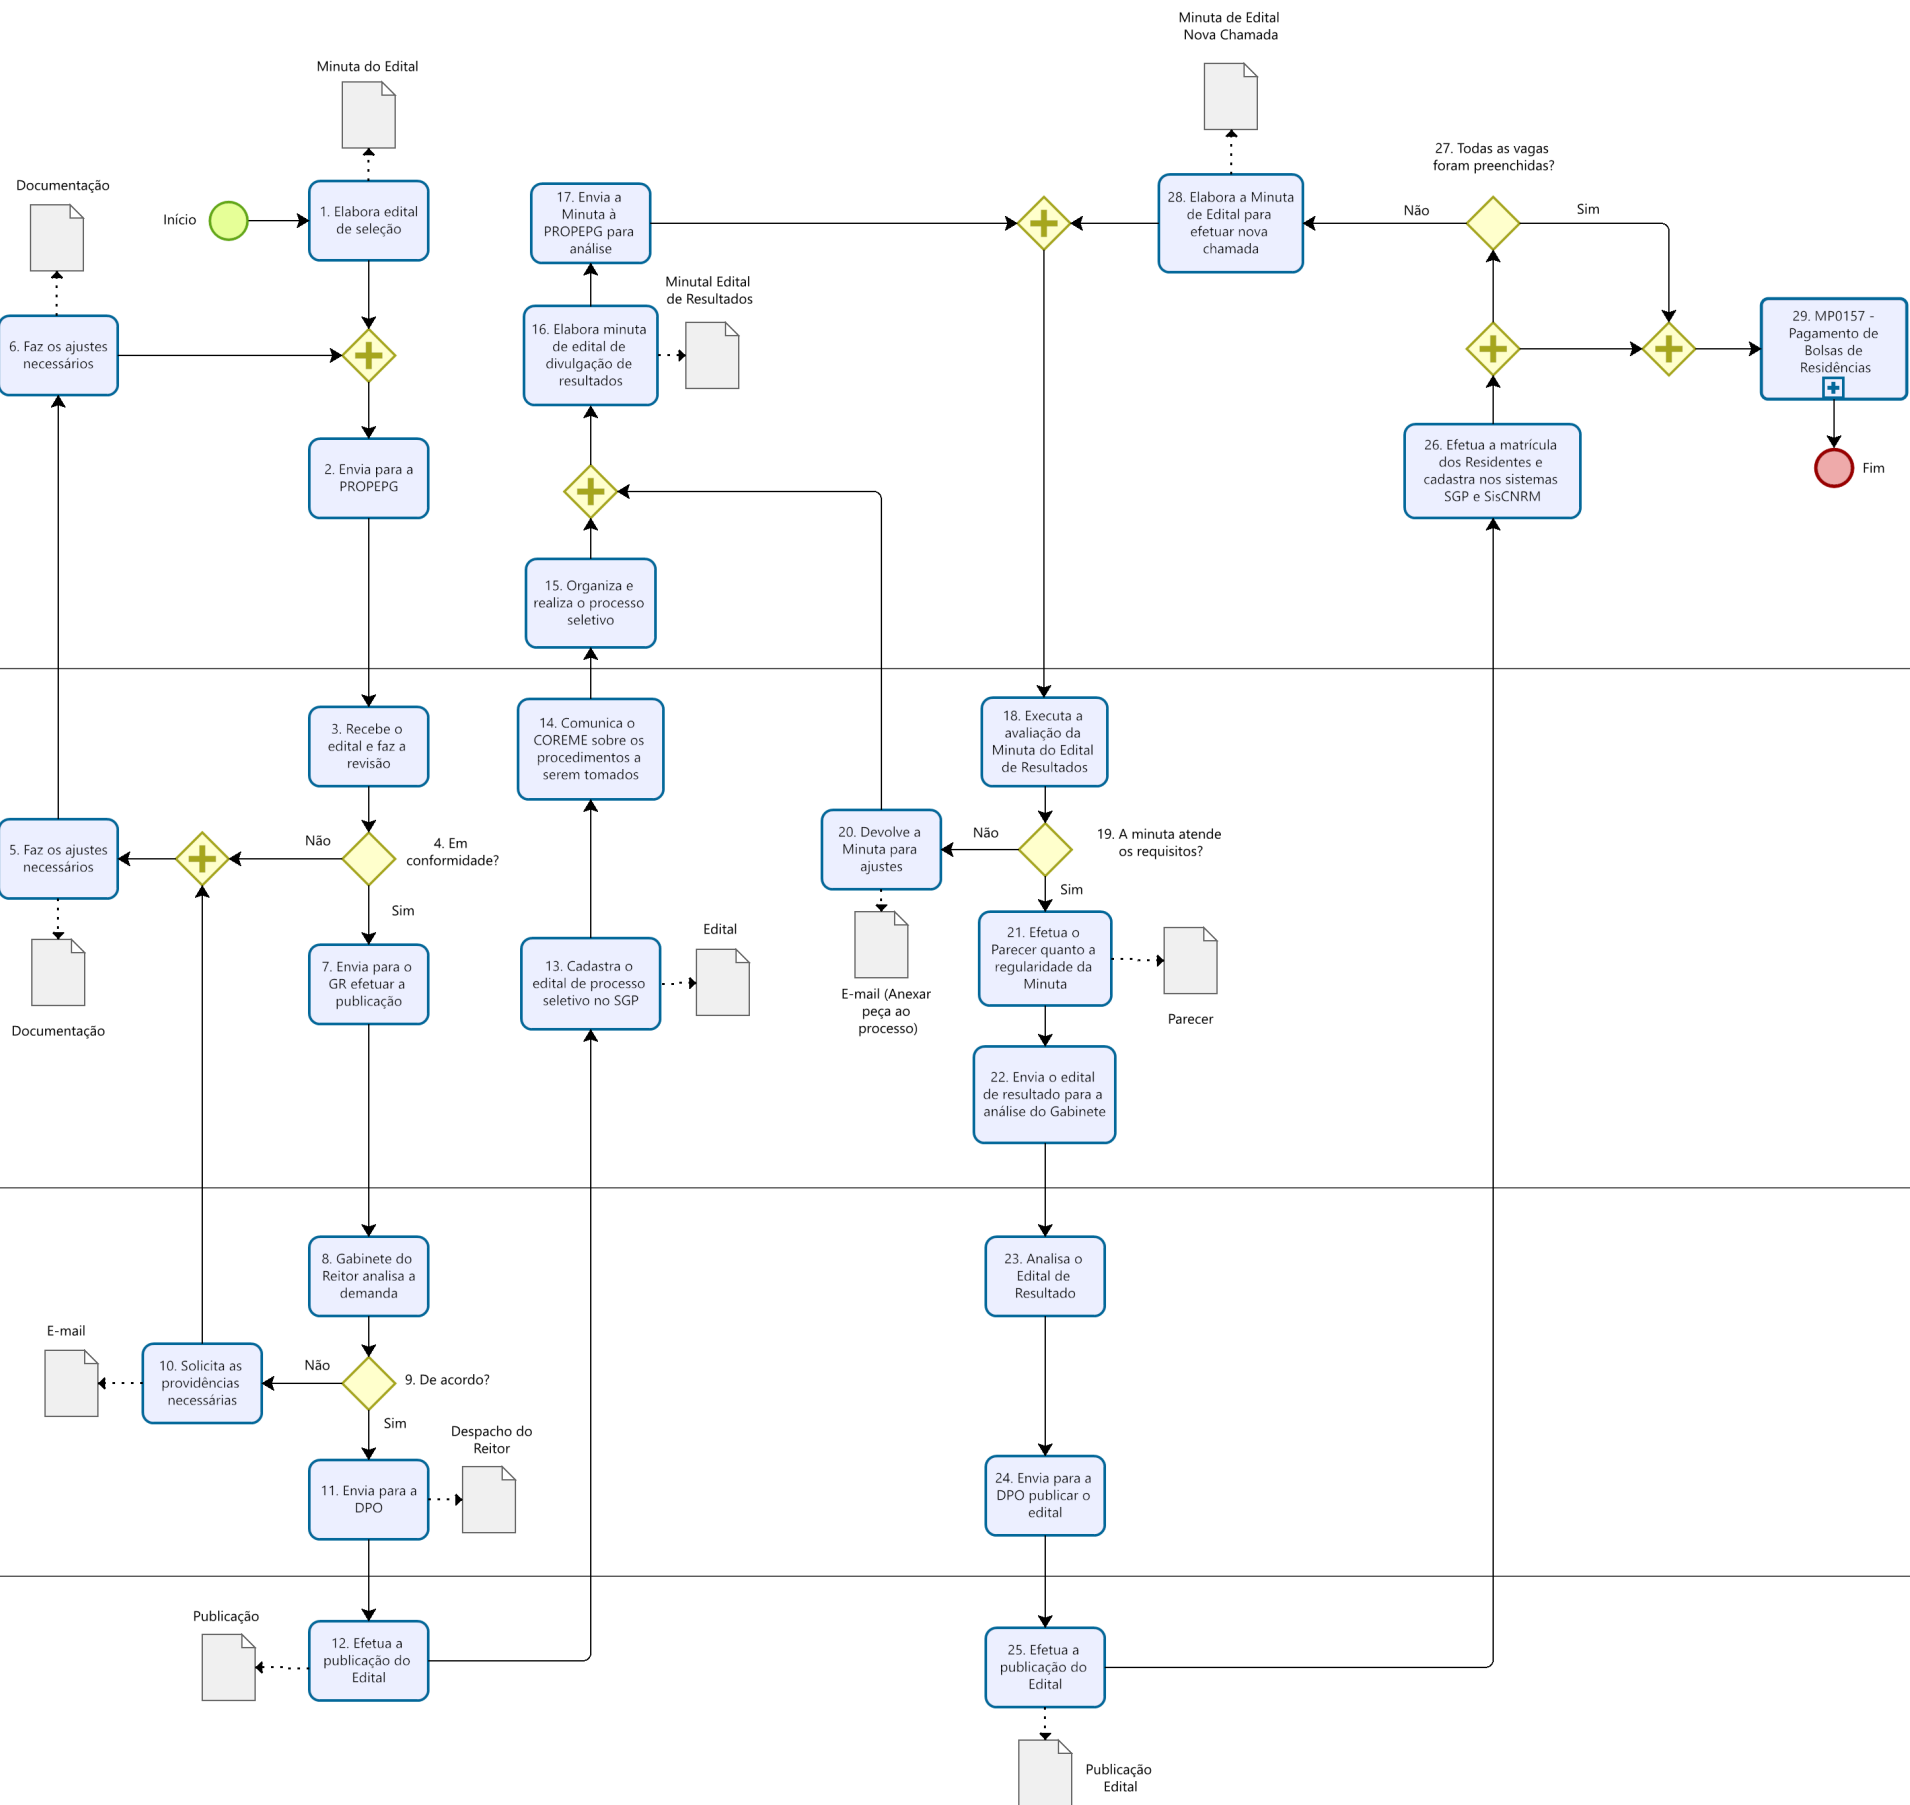 Minuta de Edital
Nova Chamada
Minuta do Edital
27. Todas as vagas
foram preenchidas?
Documentação
Início
1. Elabora edital
de seleção
17. Envia a
Minuta à
PROPEPG para
análise
28. Elabora a Minuta
de Edital para
efetuar nova
chamada
Não
Sim
Minutal Edital
de Resultados
6. Faz os ajustes
necessários
16. Elabora minuta
de edital de
divulgação de
resultados
29. MP0157 -
Pagamento de
Bolsas de
Residências
2. Envia para a
PROPEPG
26. Efetua a matrícula
dos Residentes e
cadastra nos sistemas
SGP e SisCNRM
Fim
15. Organiza e
realiza o processo
seletivo
3. Recebe o
edital e faz a
revisão
14. Comunica o
COREME sobre os
procedimentos a
serem tomados
18. Executa a
avaliação da
Minuta do Edital
de Resultados
5. Faz os ajustes
necessários
Não
4. Em
conformidade?
20. Devolve a
Minuta para
ajustes
Não
19. A minuta atende
os requisitos?
Sim
Sim
7. Envia para o
GR efetuar a
publicação
13. Cadastra o
edital de processo
seletivo no SGP
Edital
21. Efetua o
Parecer quanto a
regularidade da
Minuta
E-mail (Anexar
peça ao
processo)
Parecer
Documentação
22. Envia o edital
de resultado para a
análise do Gabinete
8. Gabinete do
Reitor analisa a
demanda
23. Analisa o
Edital de
Resultado
E-mail
10. Solicita as
providências
necessárias
Não
9. De acordo?
Sim
Despacho do
Reitor
11. Envia para a
DPO
24. Envia para a
DPO publicar o
edital
Publicação
12. Efetua a
publicação do
Edital
25. Efetua a
publicação do
Edital
Publicação
Edital